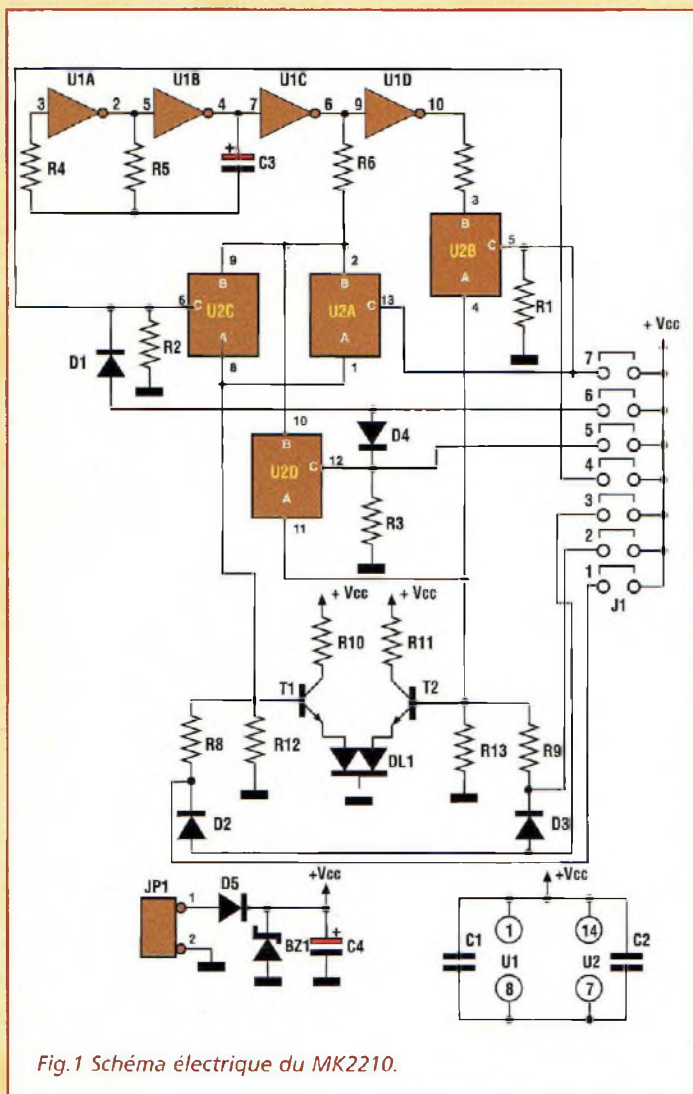 U1A U1B U1C U1D
3 2 5 4 7 6 9 10
R4 R5 + C3 R6
3
B
9 2 C 5
B B U2B
6 C U2C U2A C 13 A
A A 4 R1
D1 R2 8 1 + Vcc
7
6
10 D4 5
B
U2D C 12 4
A R3 3
11 2
+ Vcc + Vcc 1
J1
R10 R11
T1 T2
R8 R12 DL1 R13 R9
D2 D3
JP1 D5 +Vcc +Vcc
1 + C1 1 14 C2
2 BZ1 C4 U1 U2
8 7
Fig.1 Schéma électrique du MK2210.